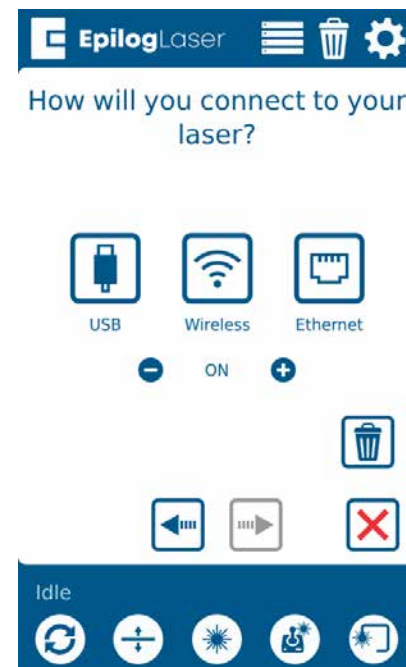 EpilogLaser
How will you connect to your
laser?
USB Wireless Ethernet
ON
Idle